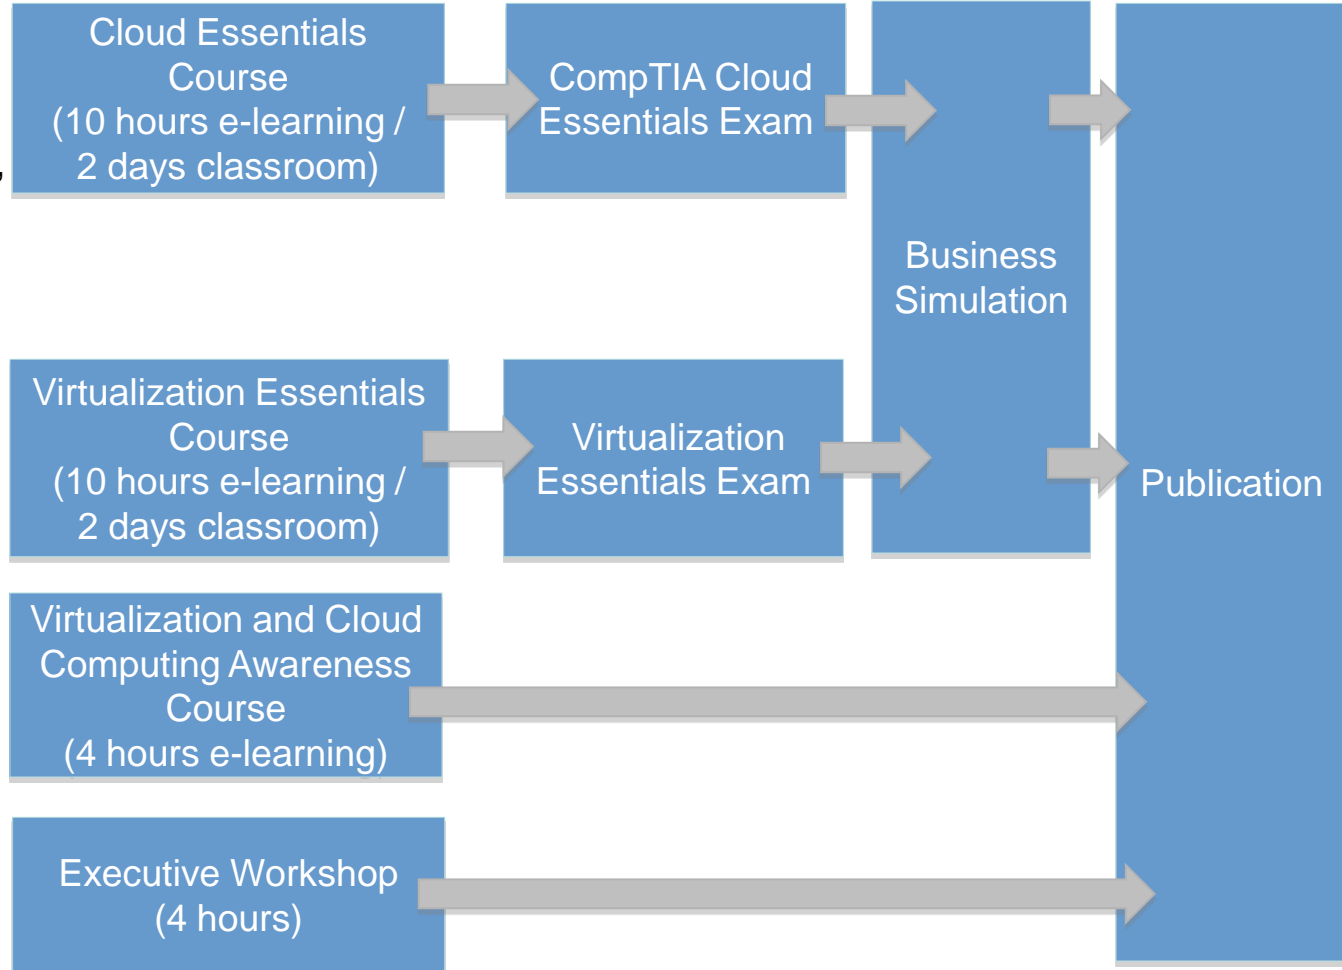 Cloud Essentials
Course
(10 hours e-learning /
2 days classroom)
,
CompTIA Cloud
Essentials Exam
Business
Simulation
Publication
Virtualization Essentials
Course
(10 hours e-learning /
2 days classroom)
Virtualization
Essentials Exam
Virtualization and Cloud
Computing Awareness
Course
(4 hours e-learning)
Executive Workshop
(4 hours)